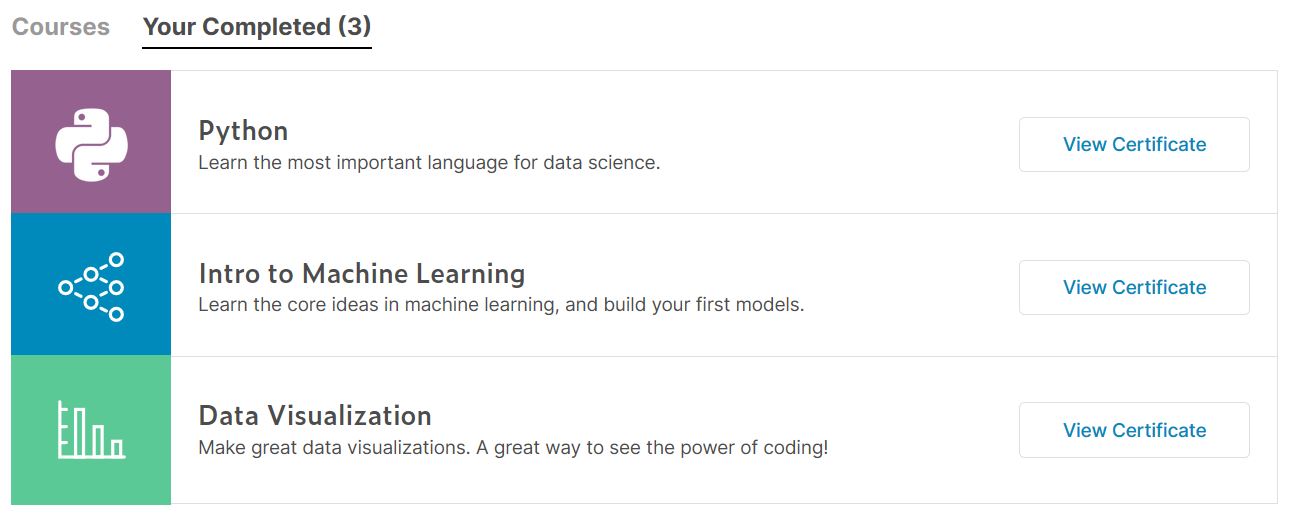 Courses Your Completed (3)
Python
Learn the most important language for data science.
View Certificate
Intro to Machine Learning
Learn the core ideas in machine learning, and build your first models.
View Certificate
Data Visualization
Make great data visualizations. A great way to see the power of coding!
View Certificate